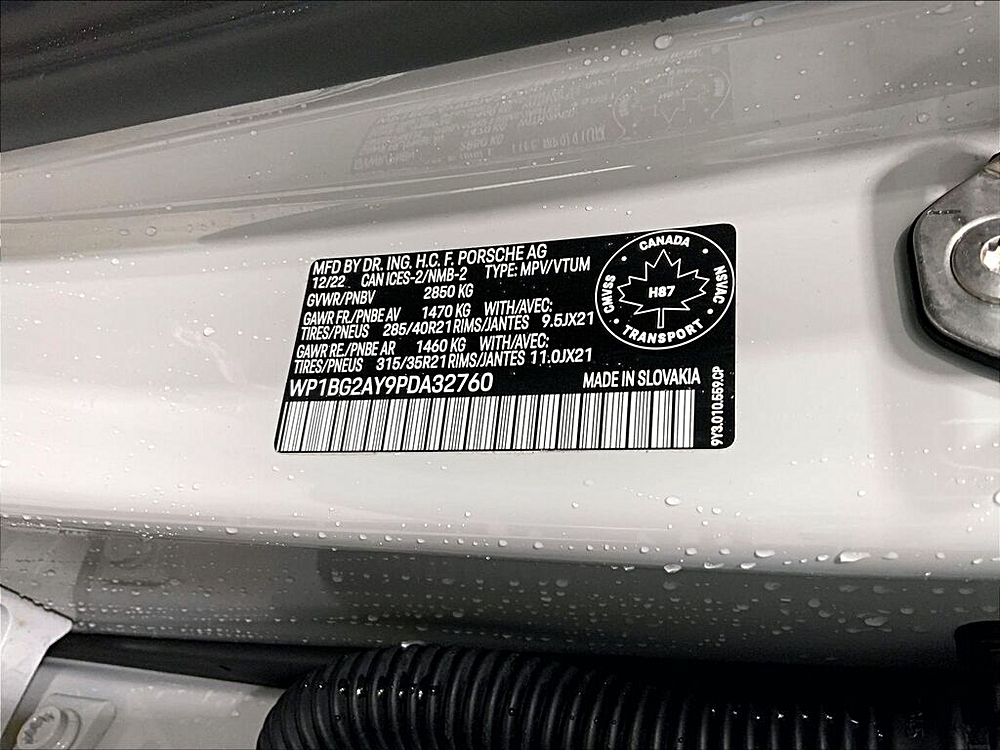 MFD BY DR. ING. H.C. F. PORSCHE AG
12/22 CAN ICES-2/NMB-2 TYPE: MPV/VTUM
GVWR/PNBV 2850 KG
GAWR FR./PNBE AV 1470 KG WITH/AVEC:
TIRES/PNEUS 285/40R21 RIMS/JANTES 9.5JX21
GAWR RE./PNBE AR 1460 KG WITH/AVEC:
TIRES/PNEUS 315/35R21 RIMS/JANTES 11.0JX21
WP1BG2AY9PDA32760 MADE IN SLOVAKIA
CANADA
CMVSS
H87
NSVAC
TRANSPORT
9Y3.010.559.CP